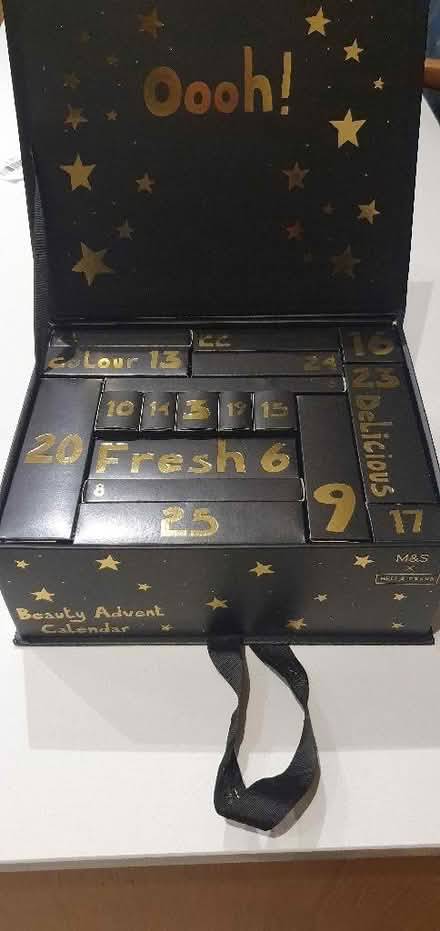 Oooh!
22
16
Colour 13
24
23
Delicious
10
14
3
19
15
20
Fresh 6
8
9
25
17
M&S
X
Beauty Advent
Calendar